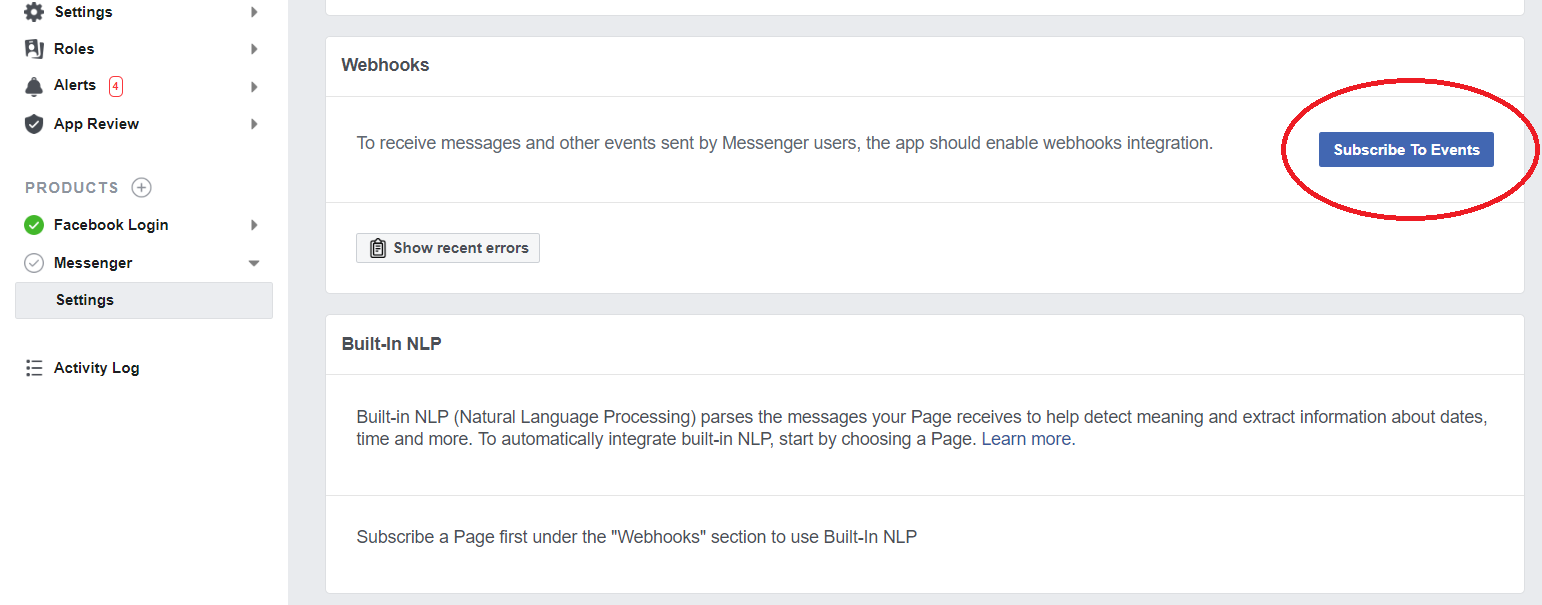 Settings
Roles
Alerts 4
App Review
PRODUCTS
Facebook Login
Messenger
Settings
Activity Log
Webhooks
To receive messages and other events sent by Messenger users, the app should enable webhooks integration.
Subscribe To Events
Show recent errors
Built-In NLP
Built-in NLP (Natural Language Processing) parses the messages your Page receives to help detect meaning and extract information about dates,
time and more. To automatically integrate built-in NLP, start by choosing a Page. Learn more.
Subscribe a Page first under the "Webhooks" section to use Built-In NLP